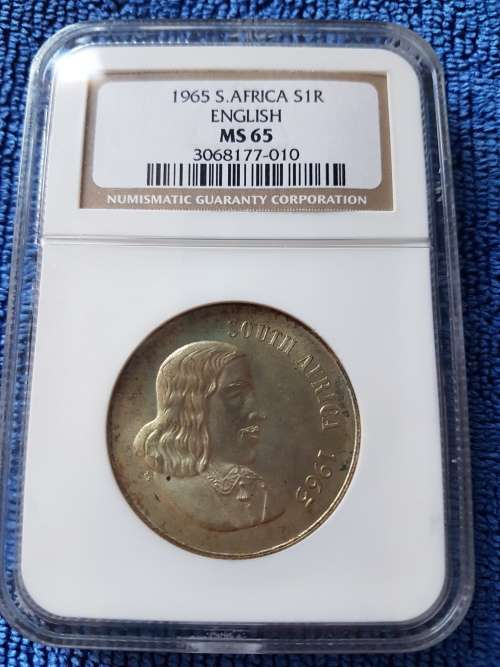 1965 S.AFRICA S1R
ENGLISH
MS 65
3068177-010
NUMISMATIC GUARANTY CORPORATION
SOUTH AFRICA 1965